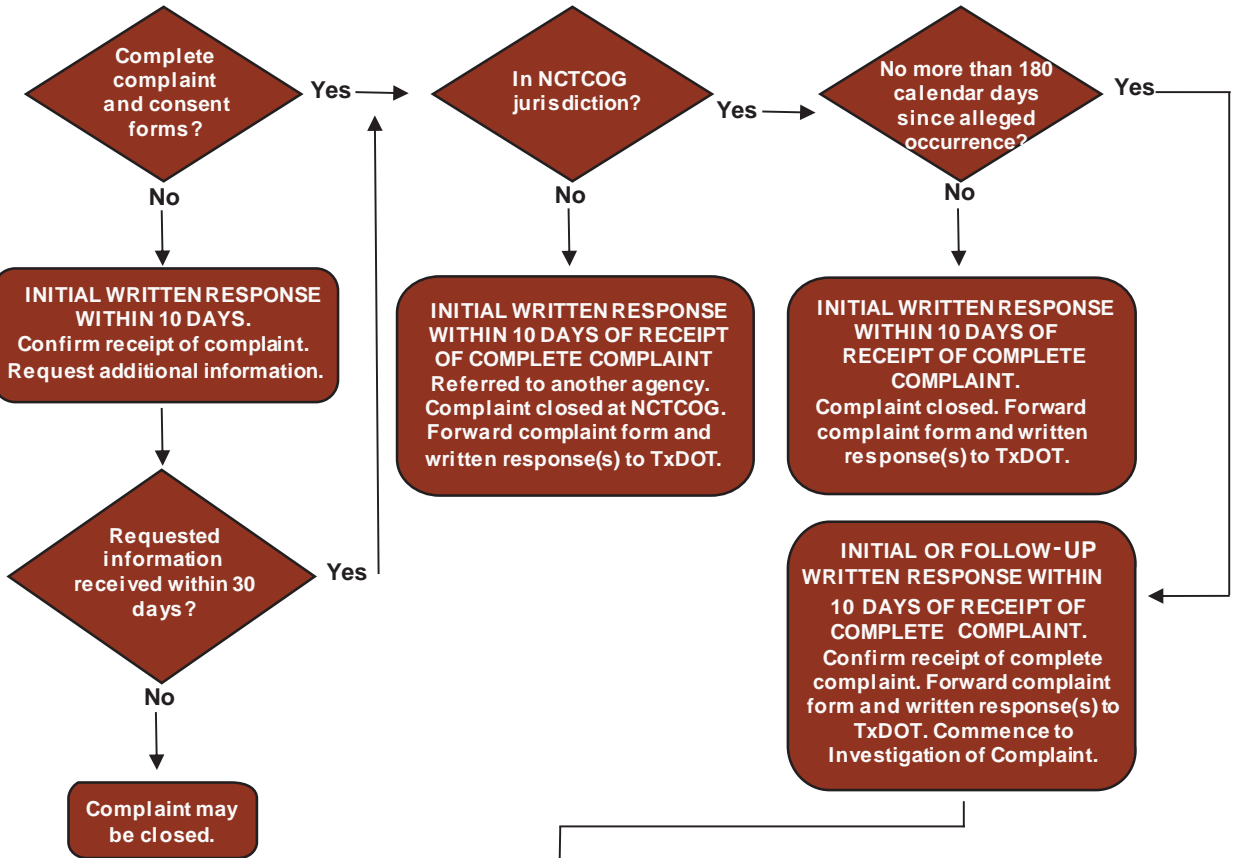 Complete
complaint
and consent
forms?
Yes
No
INITIAL WRITTEN RESPONSE
WITHIN 10 DAYS.
Confirm receipt of complaint.
Request additional information.
Requested
information
received within 30
days?
Yes
No
Complaint may
be closed.
In NCTCOG
jurisdiction?
Yes
No
INITIAL WRITTEN RESPONSE
WITHIN 10 DAYS OF RECEIPT
OF COMPLETE COMPLAINT
Referred to another agency.
Complaint closed at NCTCOG.
Forward complaint form and
written response(s) to TxDOT.
No more than 180
calendar days
since alleged
occurrence?
Yes
No
INITIAL WRITTEN RESPONSE
WITHIN 10 DAYS OF
RECEIPT OF COMPLETE
COMPLAINT.
Complaint closed. Forward
complaint form and written
response(s) to TxDOT.
INITIAL OR FOLLOW-UP
WRITTEN RESPONSE WITHIN
10 DAYS OF RECEIPT OF
COMPLETE COMPLAINT.
Confirm receipt of complete
complaint. Forward complaint
form and written response(s) to
TxDOT. Commence to
Investigation of Complaint.